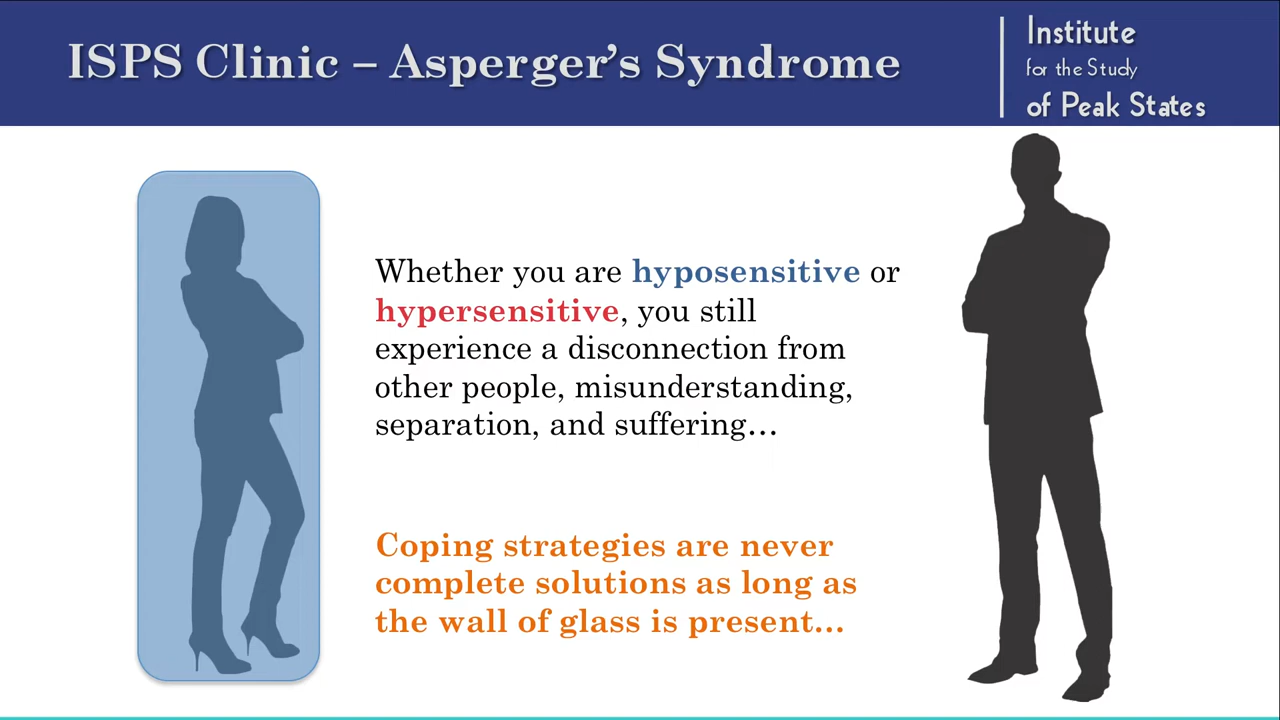 ISPS Clinic – Asperger’s Syndrome
Institute
for the Study
of Peak States
Whether you are hyposensitive or
hypersensitive, you still
experience a disconnection from
other people, misunderstanding,
separation, and suffering…
Coping strategies are never
complete solutions as long as
the wall of glass is present…